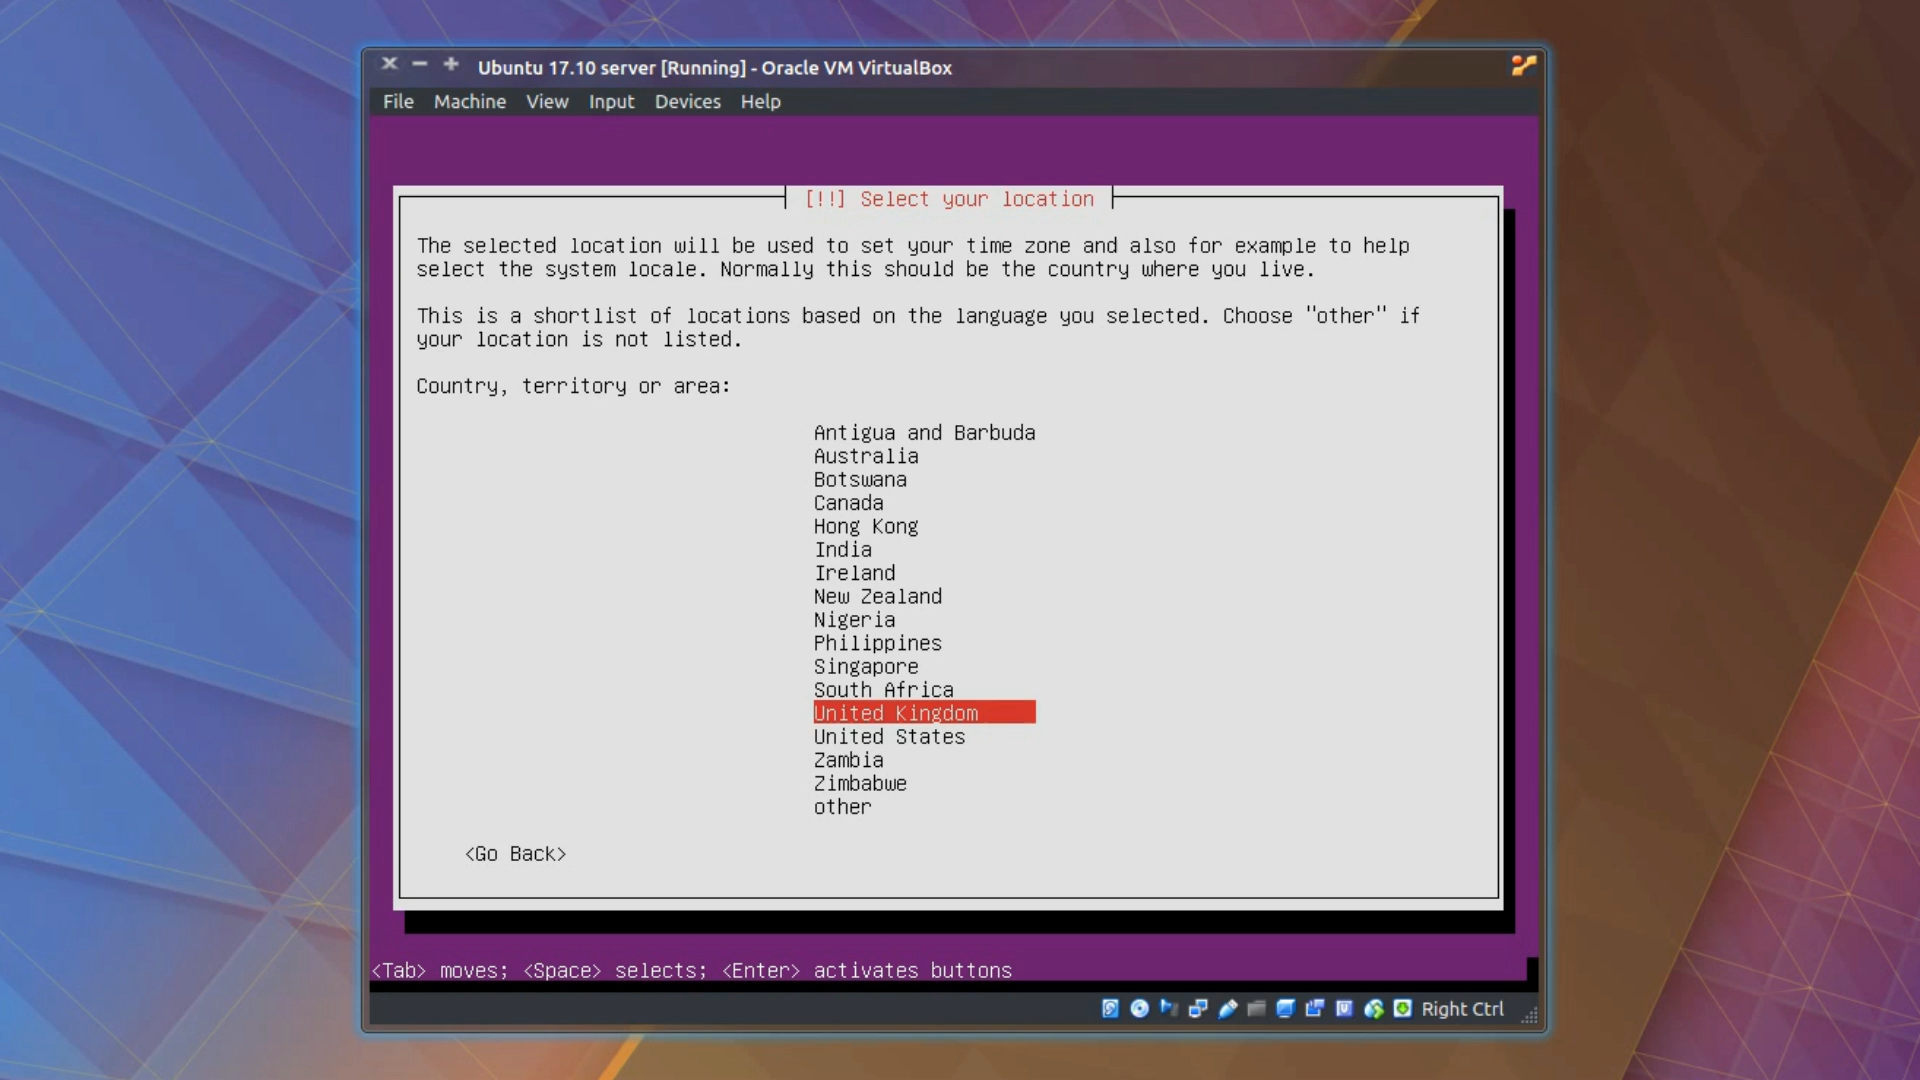 Ubuntu 17.10 server [Running] - Oracle VM VirtualBox
File Machine View Input Devices Help
[!!] Select your location
The selected location will be used to set your time zone and also for example to help
select the system locale. Normally this should be the country where you live.
This is a shortlist of locations based on the language you selected. Choose "other" if
your location is not listed.
Country, territory or area:
Antigua and Barbuda
Australia
Botswana
Canada
Hong Kong
India
Ireland
New Zealand
Nigeria
Philippines
Singapore
South Africa
United Kingdom
United States
Zambia
Zimbabwe
other
<Go Back>
<Tab> moves; <Space> selects; <Enter> activates buttons
Right Ctrl